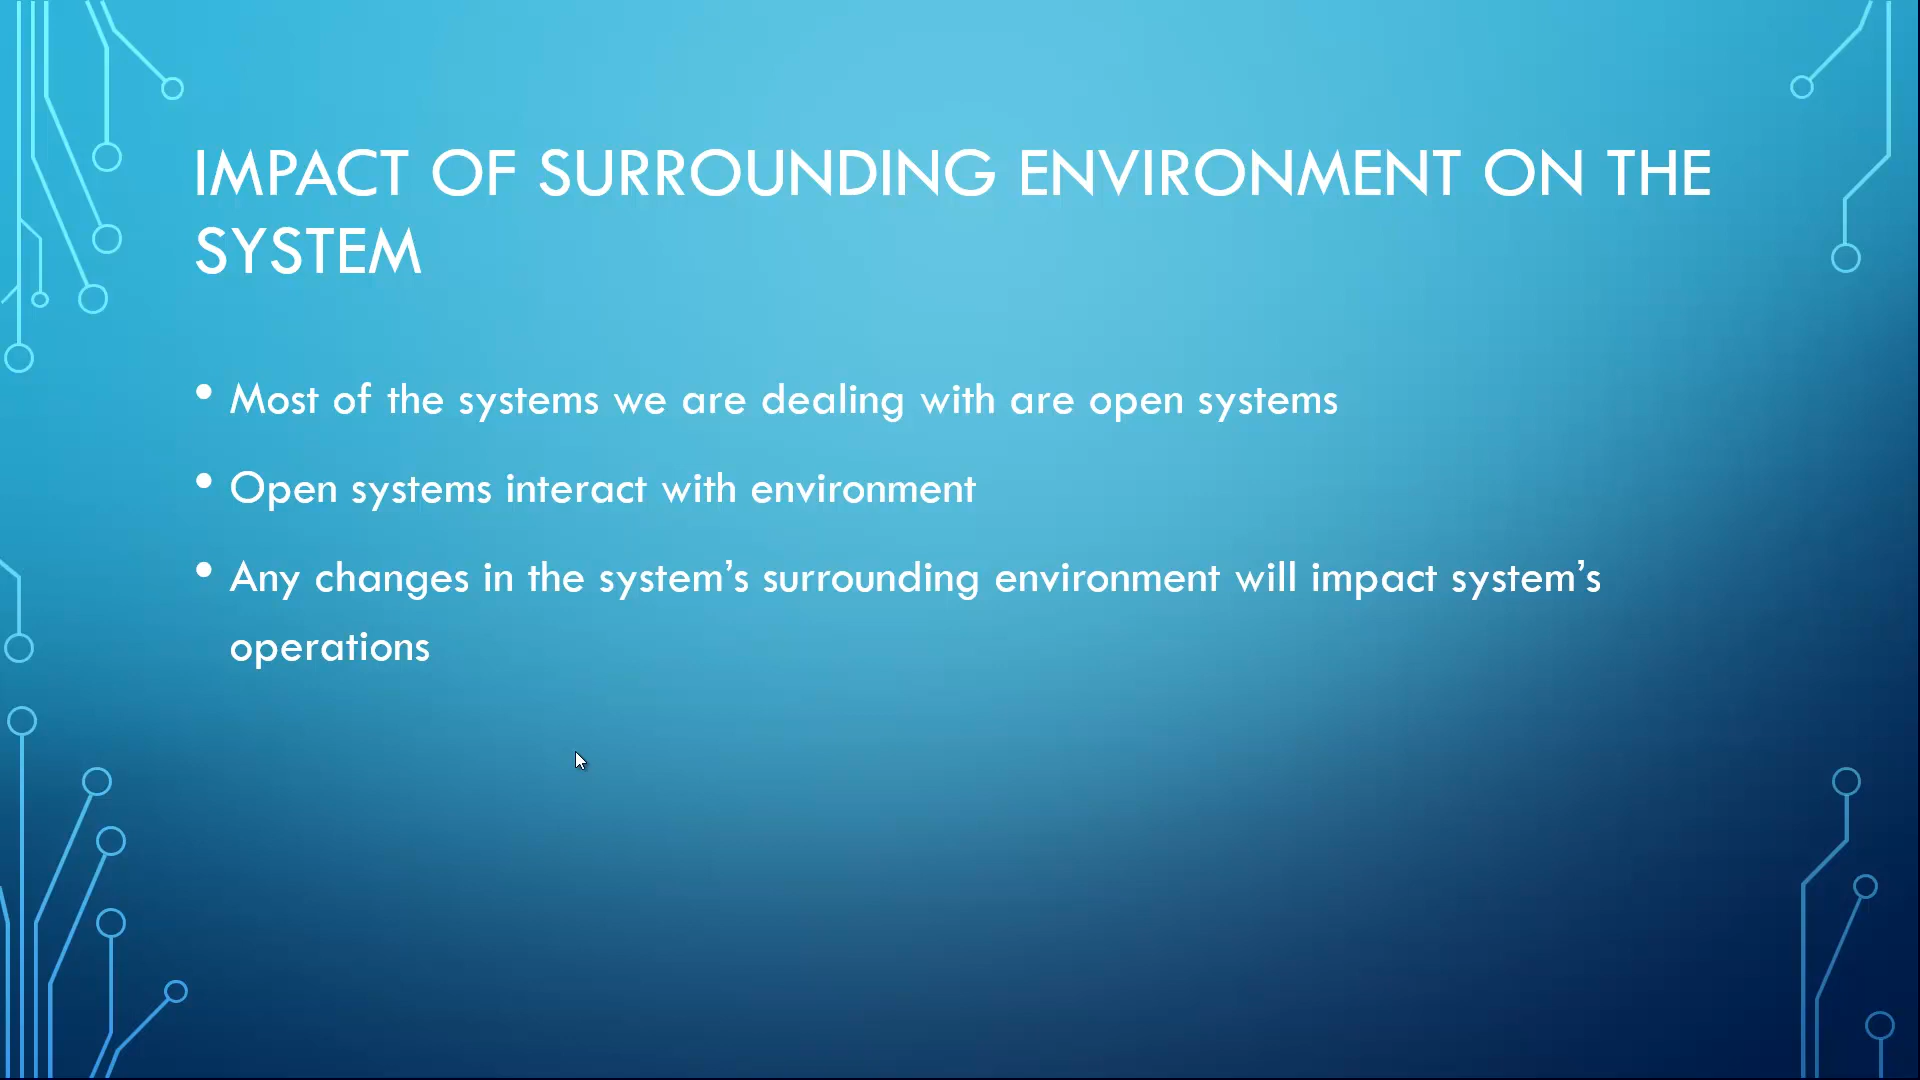 IMPACT OF SURROUNDING ENVIRONMENT ON THE
SYSTEM
• Most of the systems we are dealing with are open systems
• Open systems interact with environment
• Any changes in the system’s surrounding environment will impact system’s
operations